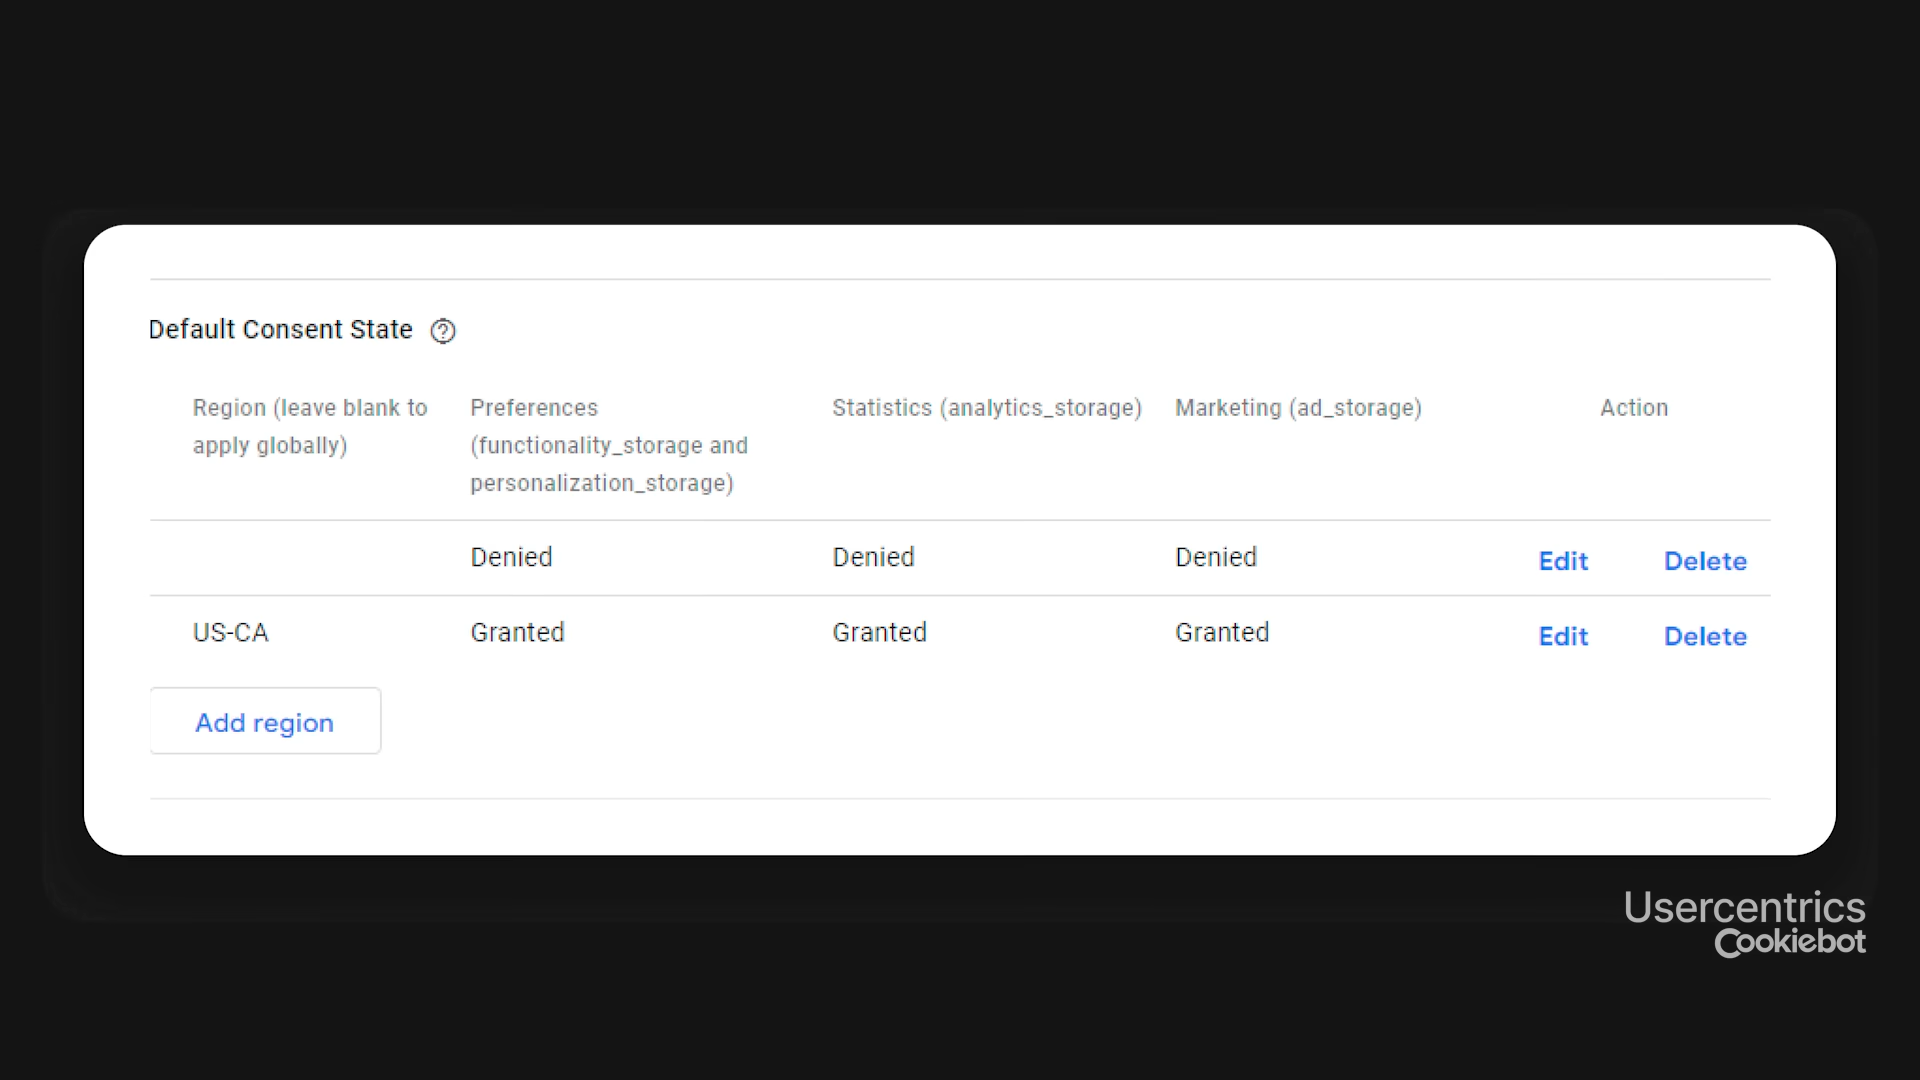 Default Consent State
Region (leave blank to apply globally)
Preferences (functionality_storage and personalization_storage)
Statistics (analytics_storage)
Marketing (ad_storage)
Action
Denied Denied Denied Edit Delete
US-CA Granted Granted Granted Edit Delete
Add region
Usercentrics
Cookiebot